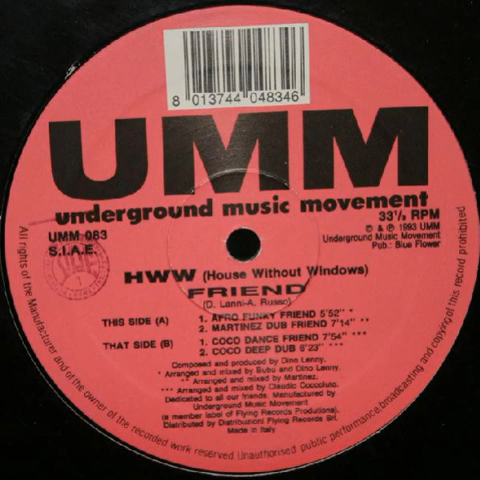 8 013744 048346
UMM
underground music movement
33⅓ RPM
UMM 083
S.I.A.E.
℗ & © 1993 UMM
Underground Music Movement
Pub.: Blue Flower
HWW (House Without Windows)
FRIEND
(D. Lanni-A. Russo)
THIS SIDE (A)
1. AFRO FUNKY FRIEND 5'52" *
2. MARTINEZ DUB FRIEND 7'14" **
THAT SIDE (B)
1. COCO DANCE FRIEND 7'54" ***
2. COCO DEEP DUB 6'23" ***
Composed and produced by Dino Lenny.
* Arranged and mixed by Bubu and Dino Lenny.
** Arranged and mixed by Martinez.
*** Arranged and mixed by Claudio Coccoluto.
Dedicated to all our friends. Manufactured by
Underground Music Movement
(a member label of Flying Records Produtions).
Distributed by Distribuzioni Flying Records Srl.
Made in Italy
All rights of the Manufacturer and of the owner of the recorded work reserved Unauthorised public performance, broadcasting and copying of this record prohibited